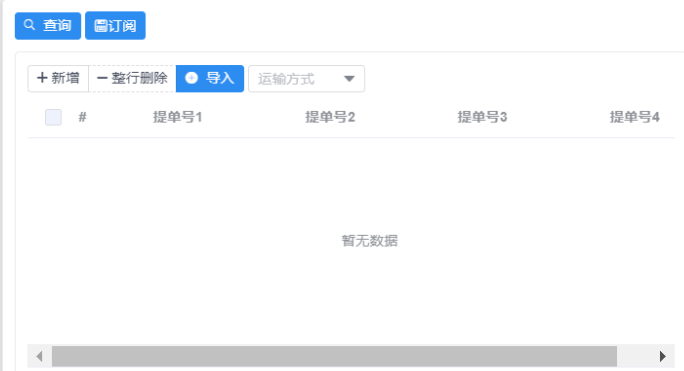 查询 订阅
新增 整行删除 导入 运输方式
# 提单号1 提单号2 提单号3 提单号4
暂无数据